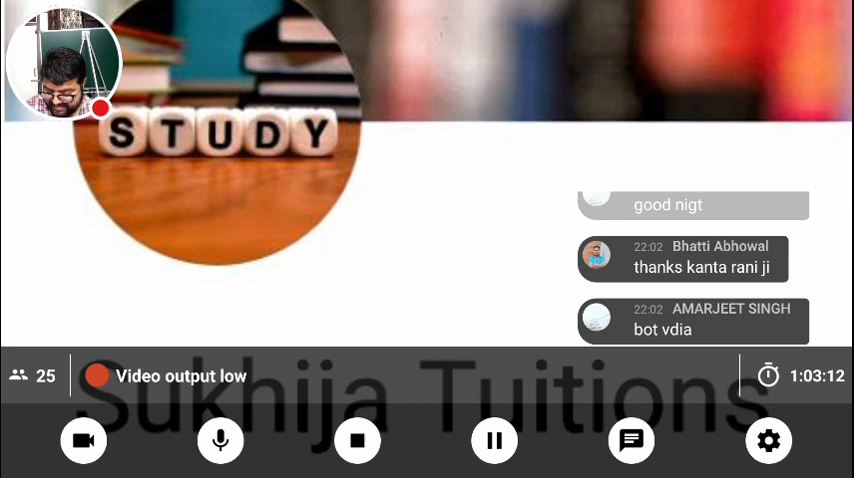 STUDY
good nigt
22:02 Bhatti Abhowal
thanks kanta rani ji
22:02 AMARJEET SINGH
bot vdia
25
Video output low
1:03:12
Sukhija Tuitions